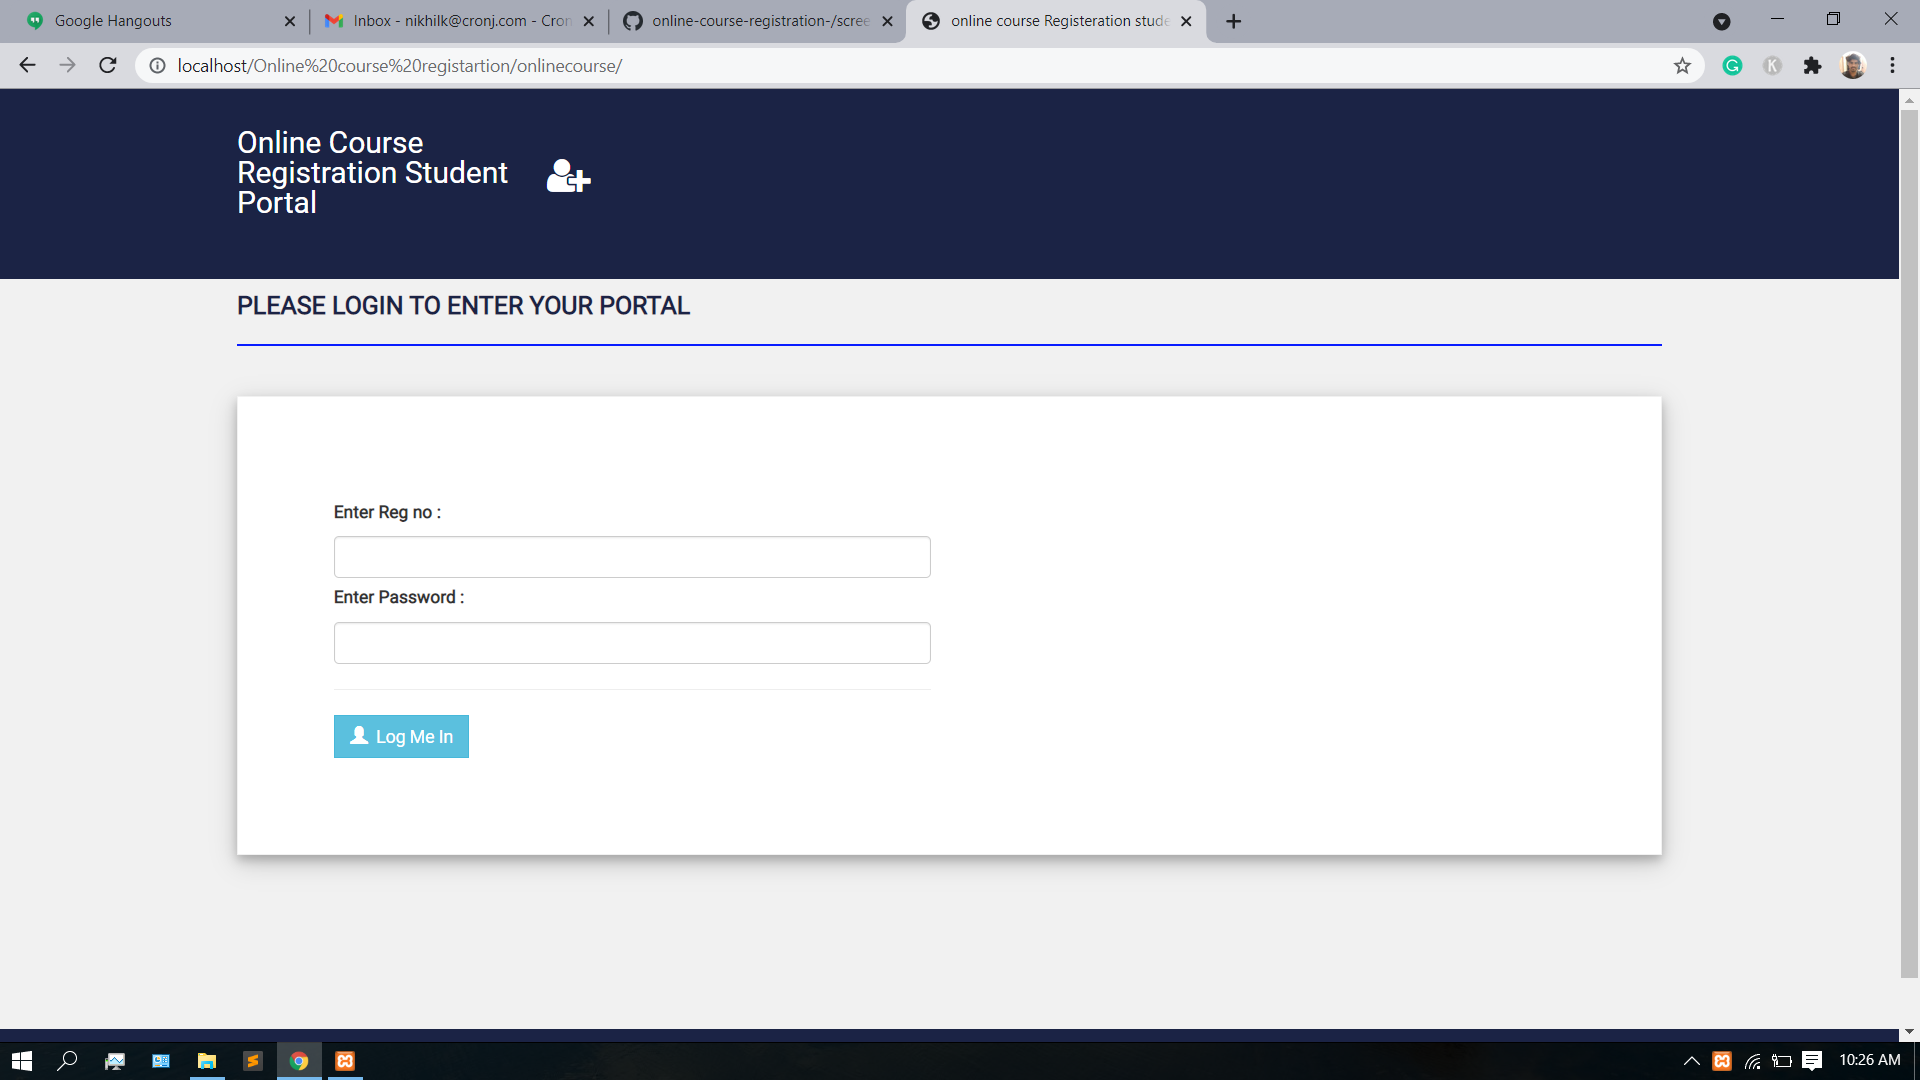 Google Hangouts
Inbox - nikhilk@cronj.com - Cron
online-course-registration-/scree
online course Registeration stude
localhost/Online%20course%20registartion/onlinecourse/
G
K
Online Course
Registration Student
Portal
PLEASE LOGIN TO ENTER YOUR PORTAL
Enter Reg no :
Enter Password :
Log Me In
10:26 AM